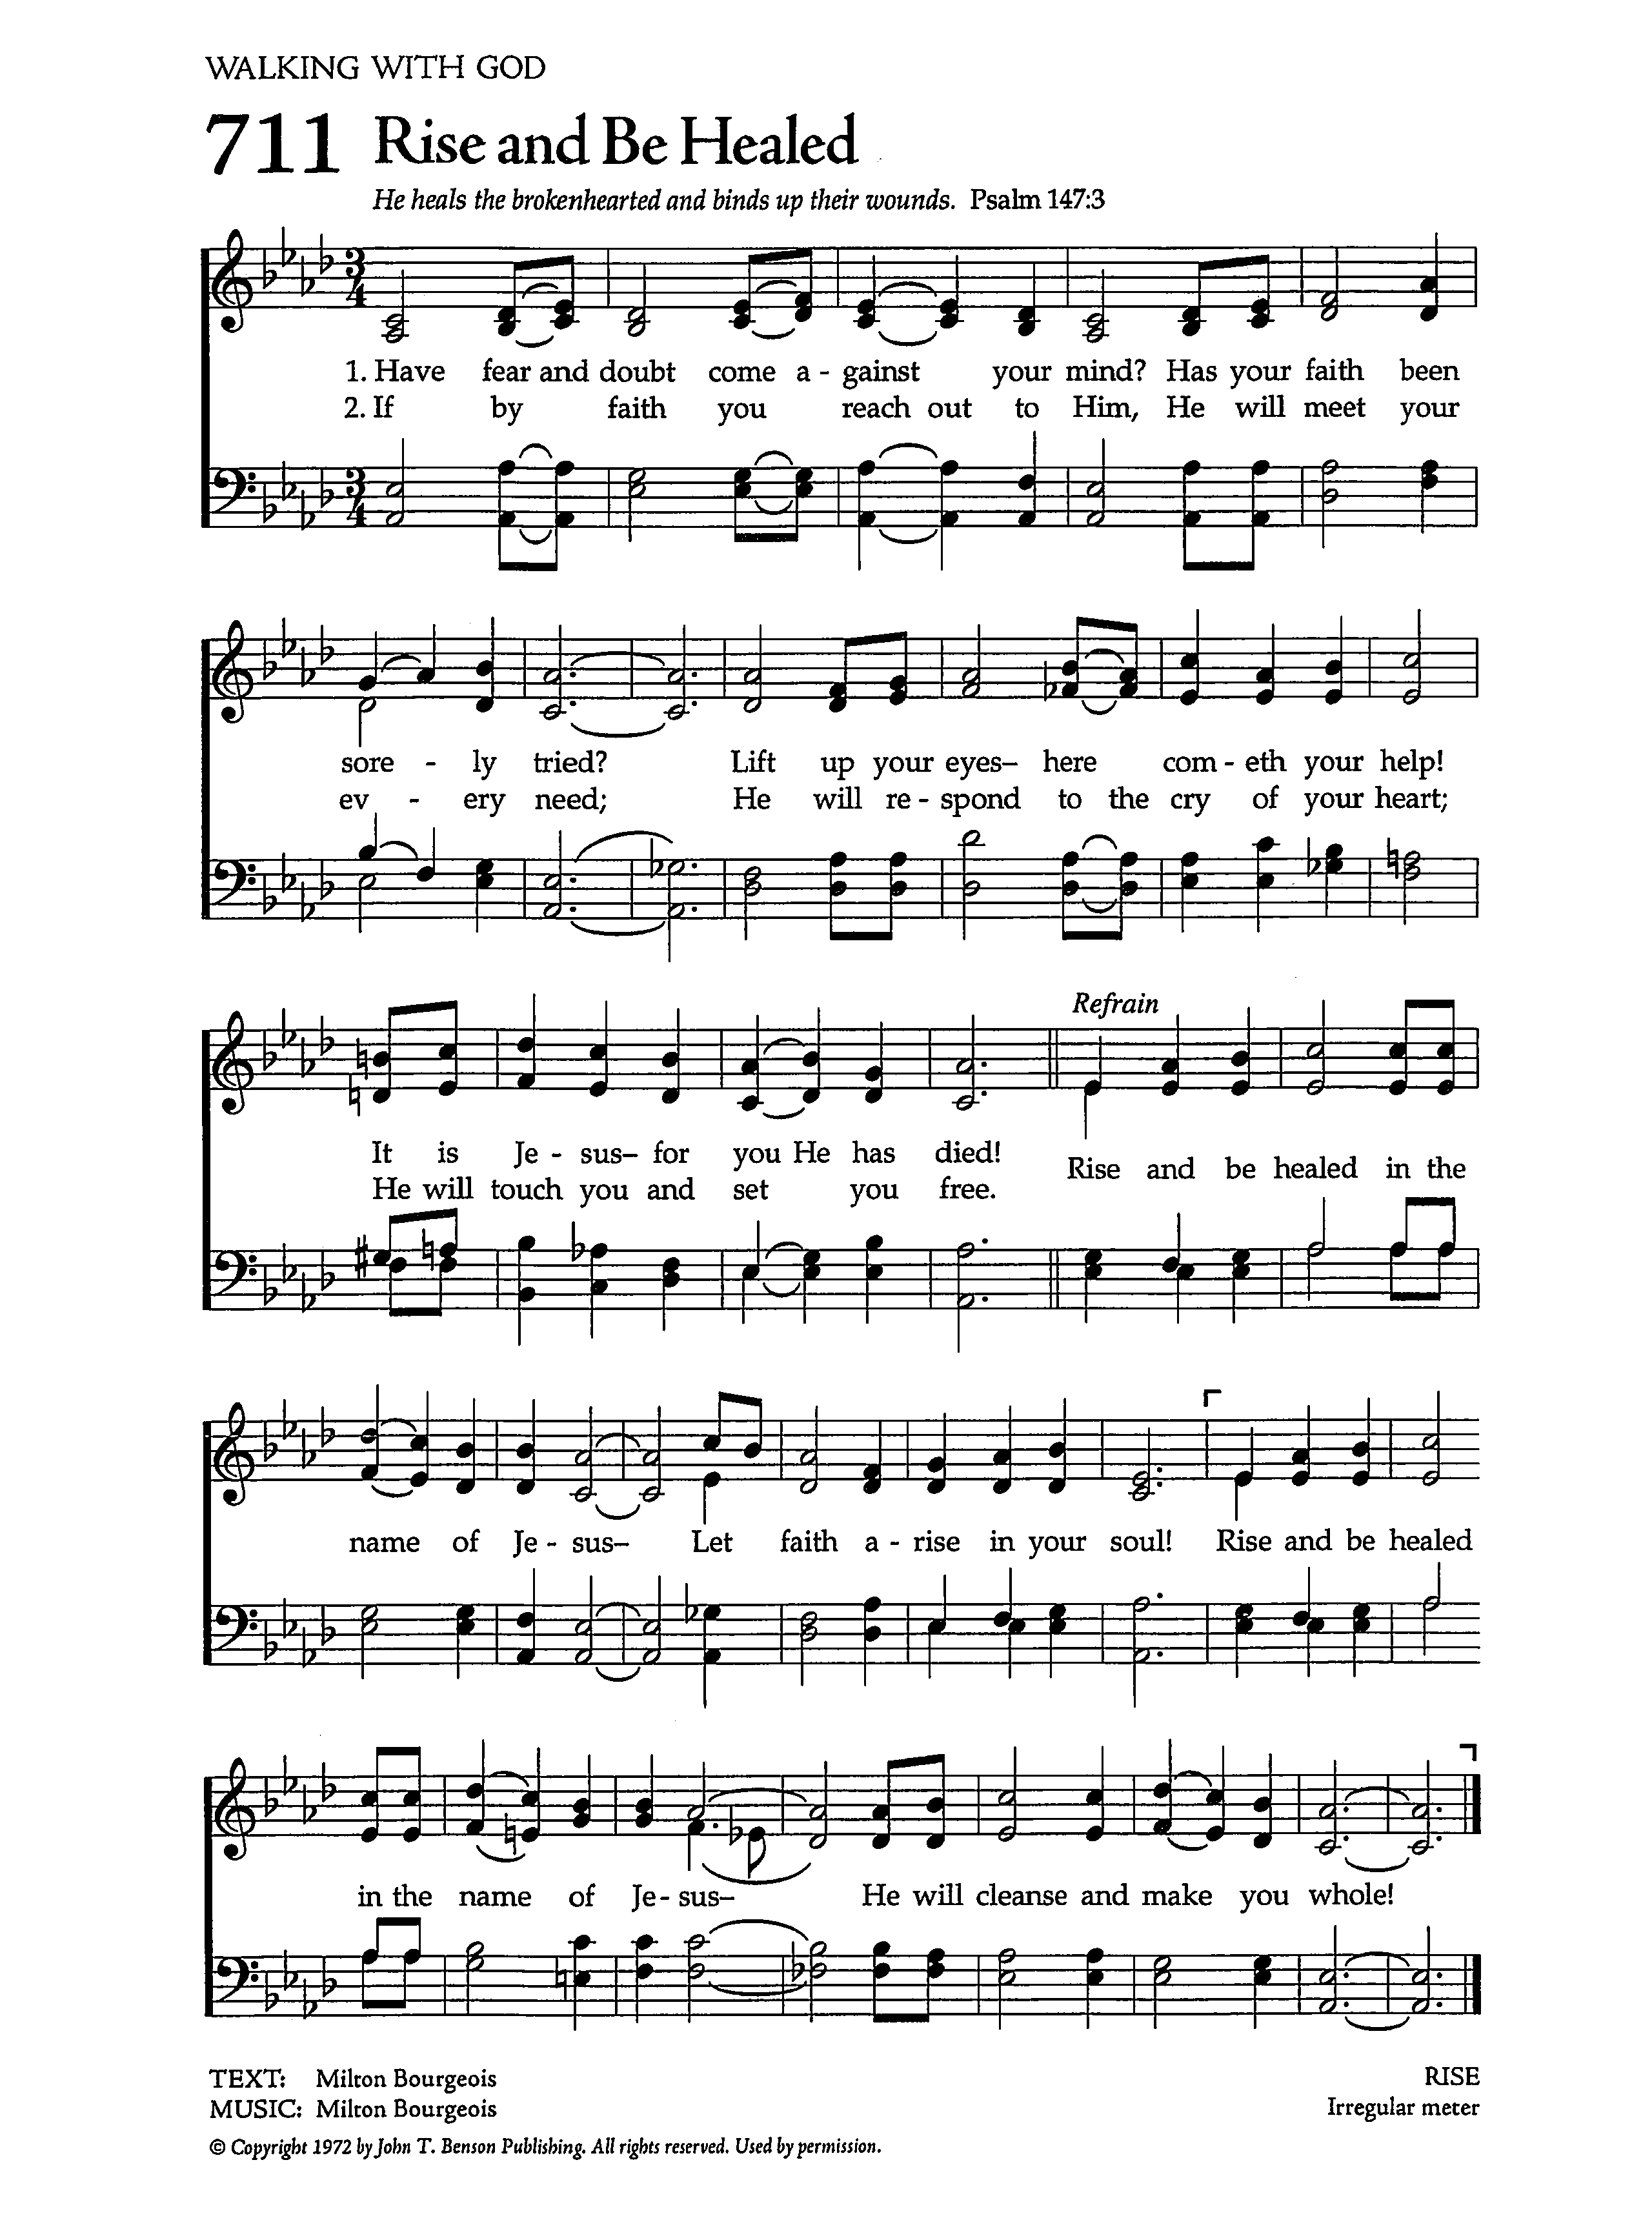 WALKING WITH GOD
711 Rise and Be Healed
He heals the brokenhearted and binds up their wounds. Psalm 147:3
1. Have fear and doubt come a - gainst your mind? Has your faith been
2. If by faith you reach out to Him, He will meet your
sore - ly tried? Lift up your eyes– here com - eth your help!
ev - ery need; He will re - spond to the cry of your heart;
Refrain
It is Je - sus– for you He has died! Rise and be healed in the
He will touch you and set you free.
name of Je - sus– Let faith a - rise in your soul! Rise and be healed
in the name of Je - sus– He will cleanse and make you whole!
TEXT: Milton Bourgeois RISE
MUSIC: Milton Bourgeois Irregular meter
© Copyright 1972 by John T. Benson Publishing. All rights reserved. Used by permission.